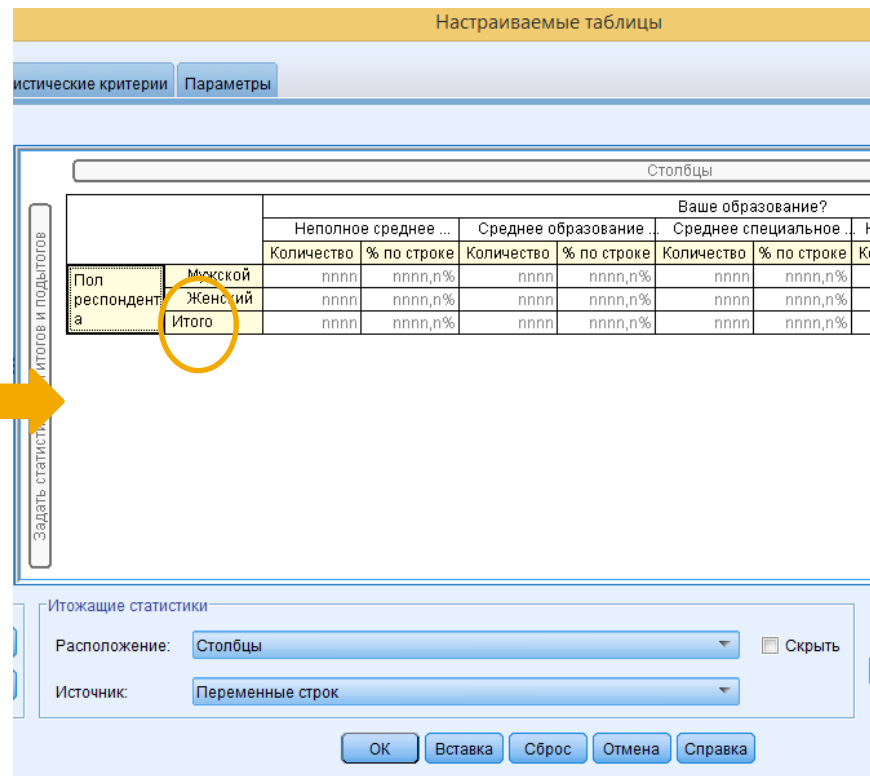 Настраиваемые таблицы
истические критерии Параметры
Столбцы
Ваше образование?
Неполное среднее ... Среднее образование .. Среднее специальное ..
Количество % по строке Количество % по строке Количество % по строке
Пол респондента
Мужской nnnn nnnn,n% nnnn nnnn,n% nnnn nnnn,n%
Женский nnnn nnnn,n% nnnn nnnn,n% nnnn nnnn,n%
Итого nnnn nnnn,n% nnnn nnnn,n% nnnn nnnn,n%
Задать статисти итогов и подытогов
Итожащие статистики
Расположение: Столбцы Скрыть
Источник: Переменные строк
ОК Вставка Сброс Отмена Справка